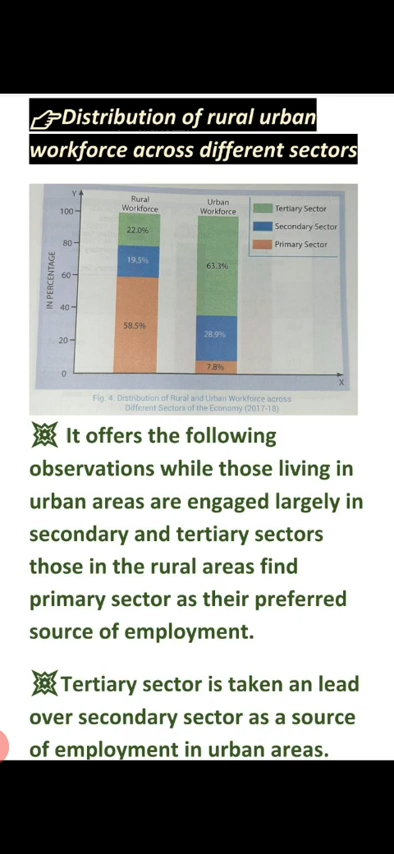 Distribution of rural urban
workforce across different sectors
Y
Rural
Workforce
Urban
Workforce
Tertiary Sector
Secondary Sector
Primary Sector
IN PERCENTAGE
100
80
60
40
20
0
22.0%
19.5%
58.5%
63.3%
28.9%
7.8%
X
Fig. 4. Distribution of Rural and Urban Workforce across
Different Sectors of the Economy (2017-18)
It offers the following
observations while those living in
urban areas are engaged largely in
secondary and tertiary sectors
those in the rural areas find
primary sector as their preferred
source of employment.
Tertiary sector is taken an lead
over secondary sector as a source
of employment in urban areas.